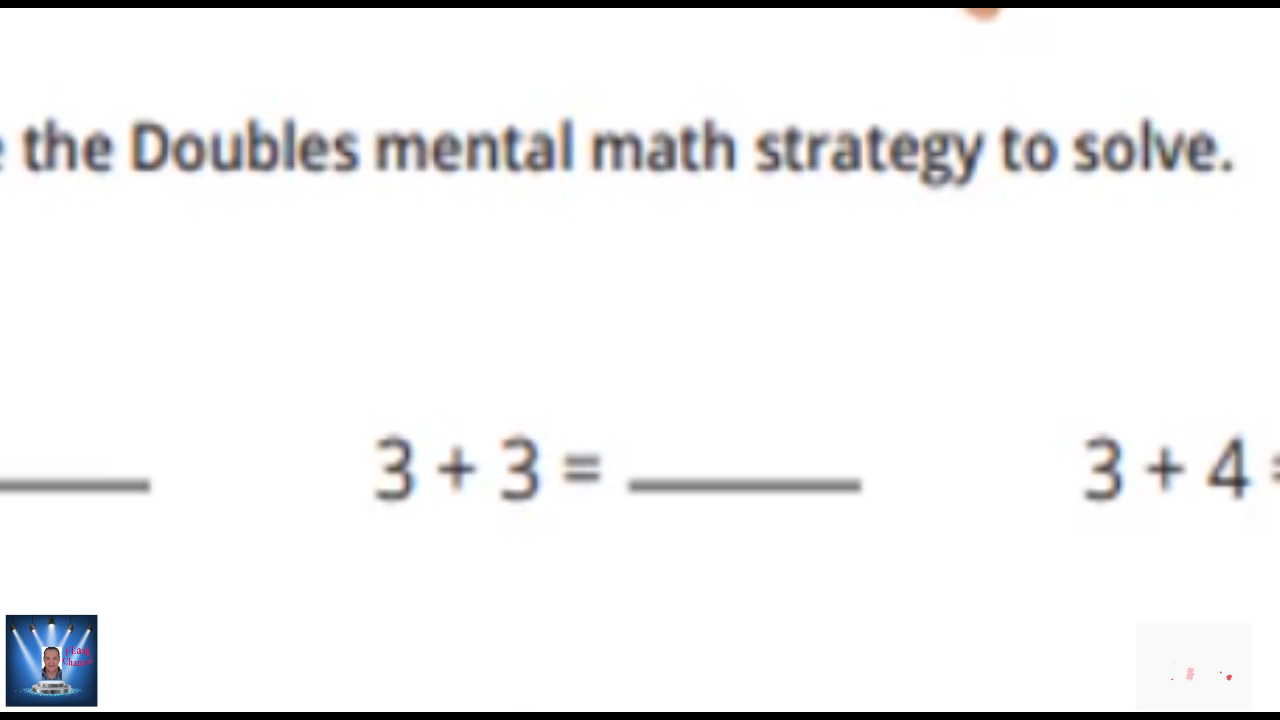 the Doubles mental math strategy to solve.
3 + 3 = 3 + 4 =